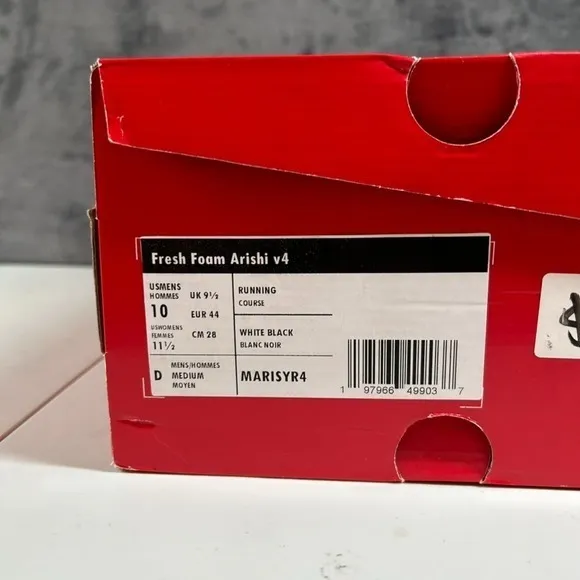 Fresh Foam Arishi v4
USMENS
HOMMES
10
UK 9½
EUR 44
USWOMENS
FEMMES
11½
CM 28
RUNNING
COURSE
WHITE BLACK
BLANC NOIR
D
MENS/HOMMES
MEDIUM
MOYEN
MARISYR4
1 97966 49903 7